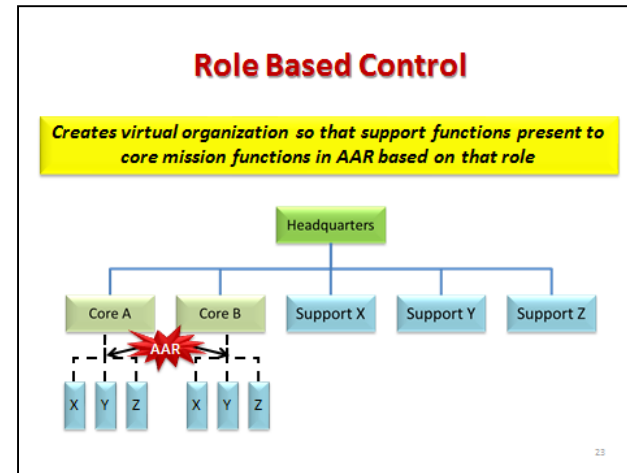 Role Based Control
Creates virtual organization so that support functions present to
core mission functions in AAR based on that role
Headquarters
Core A
Core B
Support X
Support Y
Support Z
AAR
X
Y
Z
X
Y
Z
23